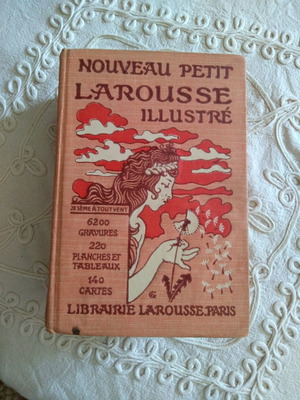 NOUVEAU PETIT
LAROUSSE
ILLUSTRÉ
JE SÈME À TOUT VENT
6200
GRAVURES
220
PLANCHES ET
TABLEAUX
140
CARTES
LIBRAIRIE LAROUSSE.PARIS